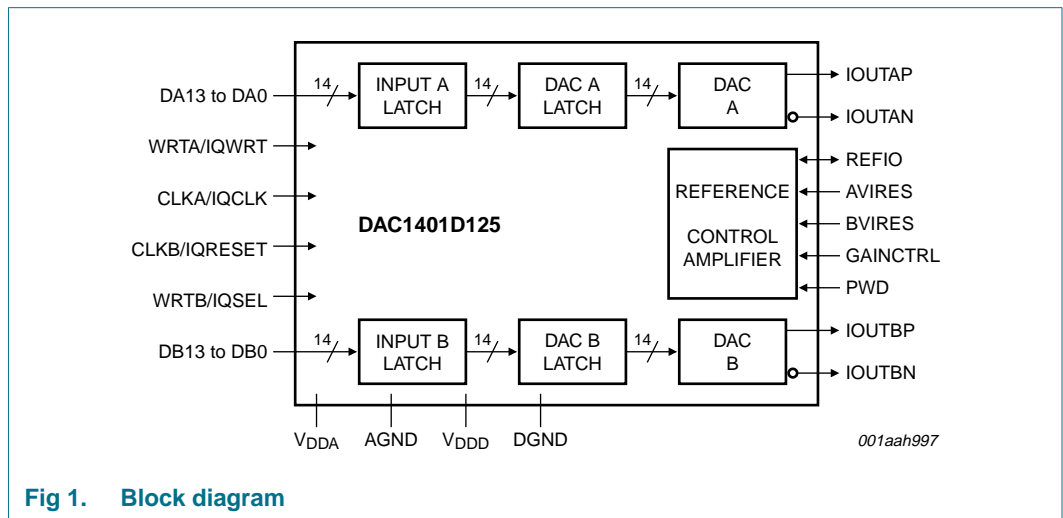 DA13 to DA0
WRTA/IQWRT
CLKA/IQCLK
CLKB/IQRESET
WRTB/IQSEL
DB13 to DB0
14
INPUT A
LATCH
14
DAC A
LATCH
14
DAC
A
IOUTAP
IOUTAN
DAC1401D125
REFERENCE
CONTROL
AMPLIFIER
REFIO
AVIRES
BVIRES
GAINCTRL
PWD
14
INPUT B
LATCH
14
DAC B
LATCH
14
DAC
B
IOUTBP
IOUTBN
VDDA
AGND
VDDD
DGND
001aah997
Fig 1. Block diagram